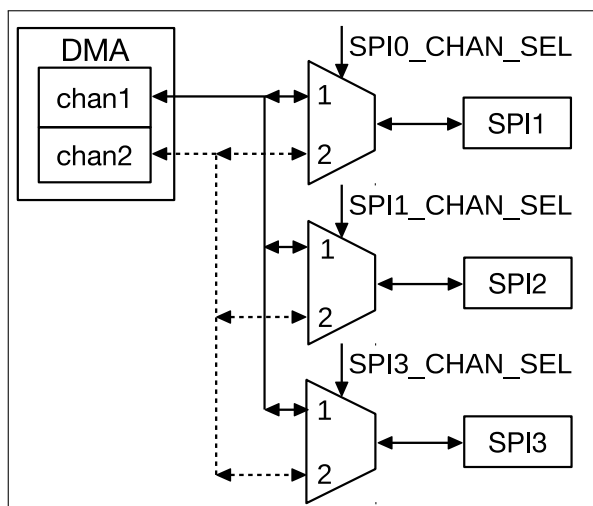 DMA
chan1
chan2
SPI0_CHAN_SEL
1
2
SPI1
SPI1_CHAN_SEL
1
2
SPI2
SPI3_CHAN_SEL
1
2
SPI3